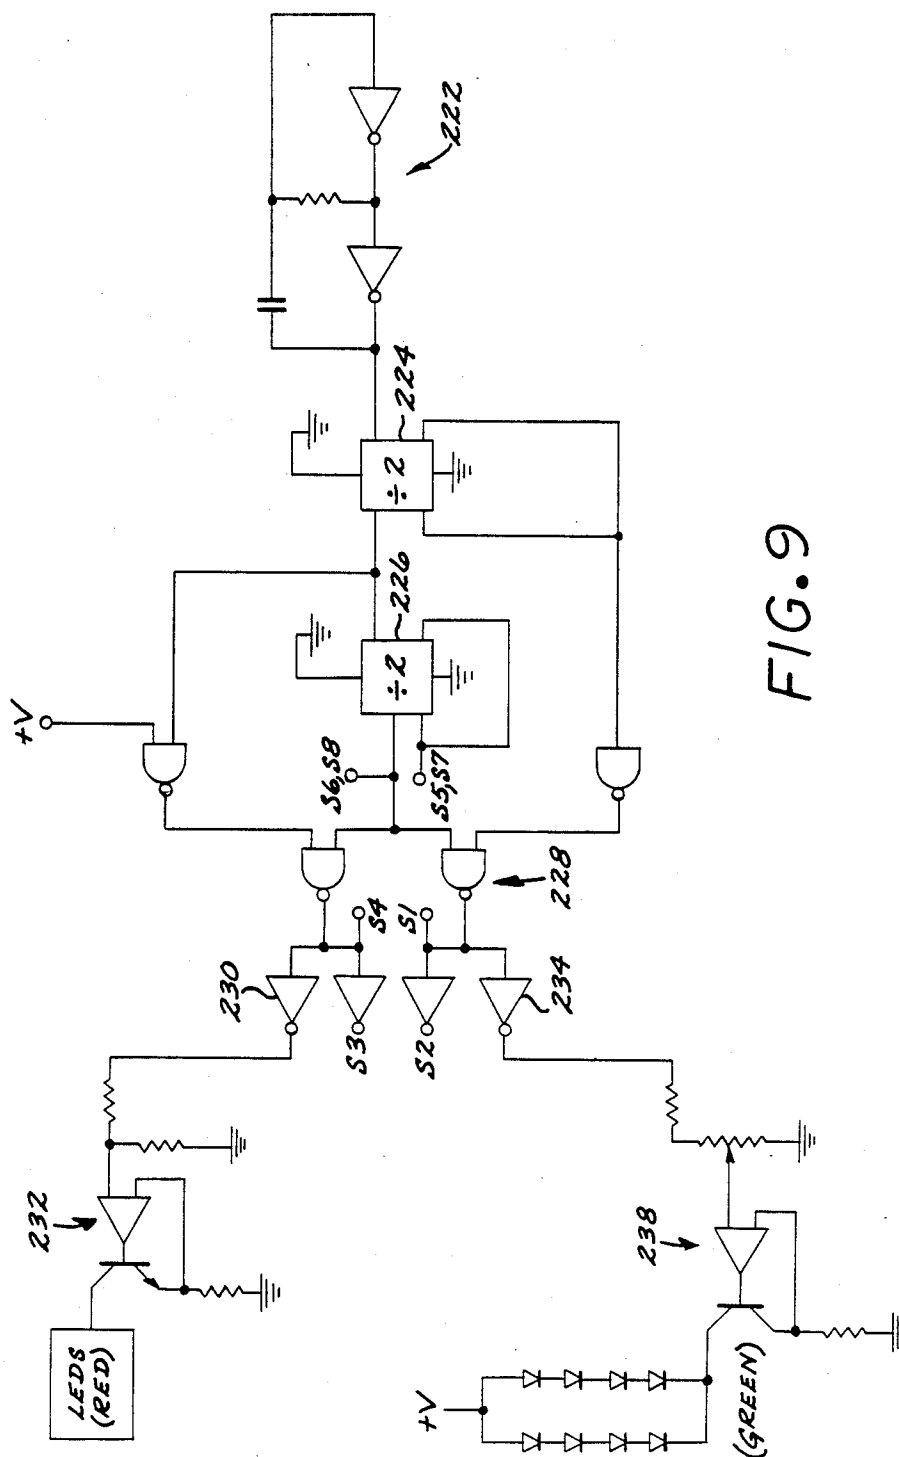 222
224
÷2
226
÷2
+V
S6,S8
S5,S7
228
S4
S1
230
234
S3
S2
232
238
LEDS
(RED)
+V
(GREEN)
FIG. 9